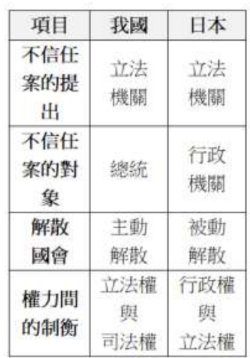 項目 我國 日本
不信任
案的提
出
立法
機關
立法
機關
不信任
案的對
象
總統
行政
機關
解散
國會
主動
解散
被動
解散
權力間
的制衡
立法權
與
司法權
行政權
與
立法權